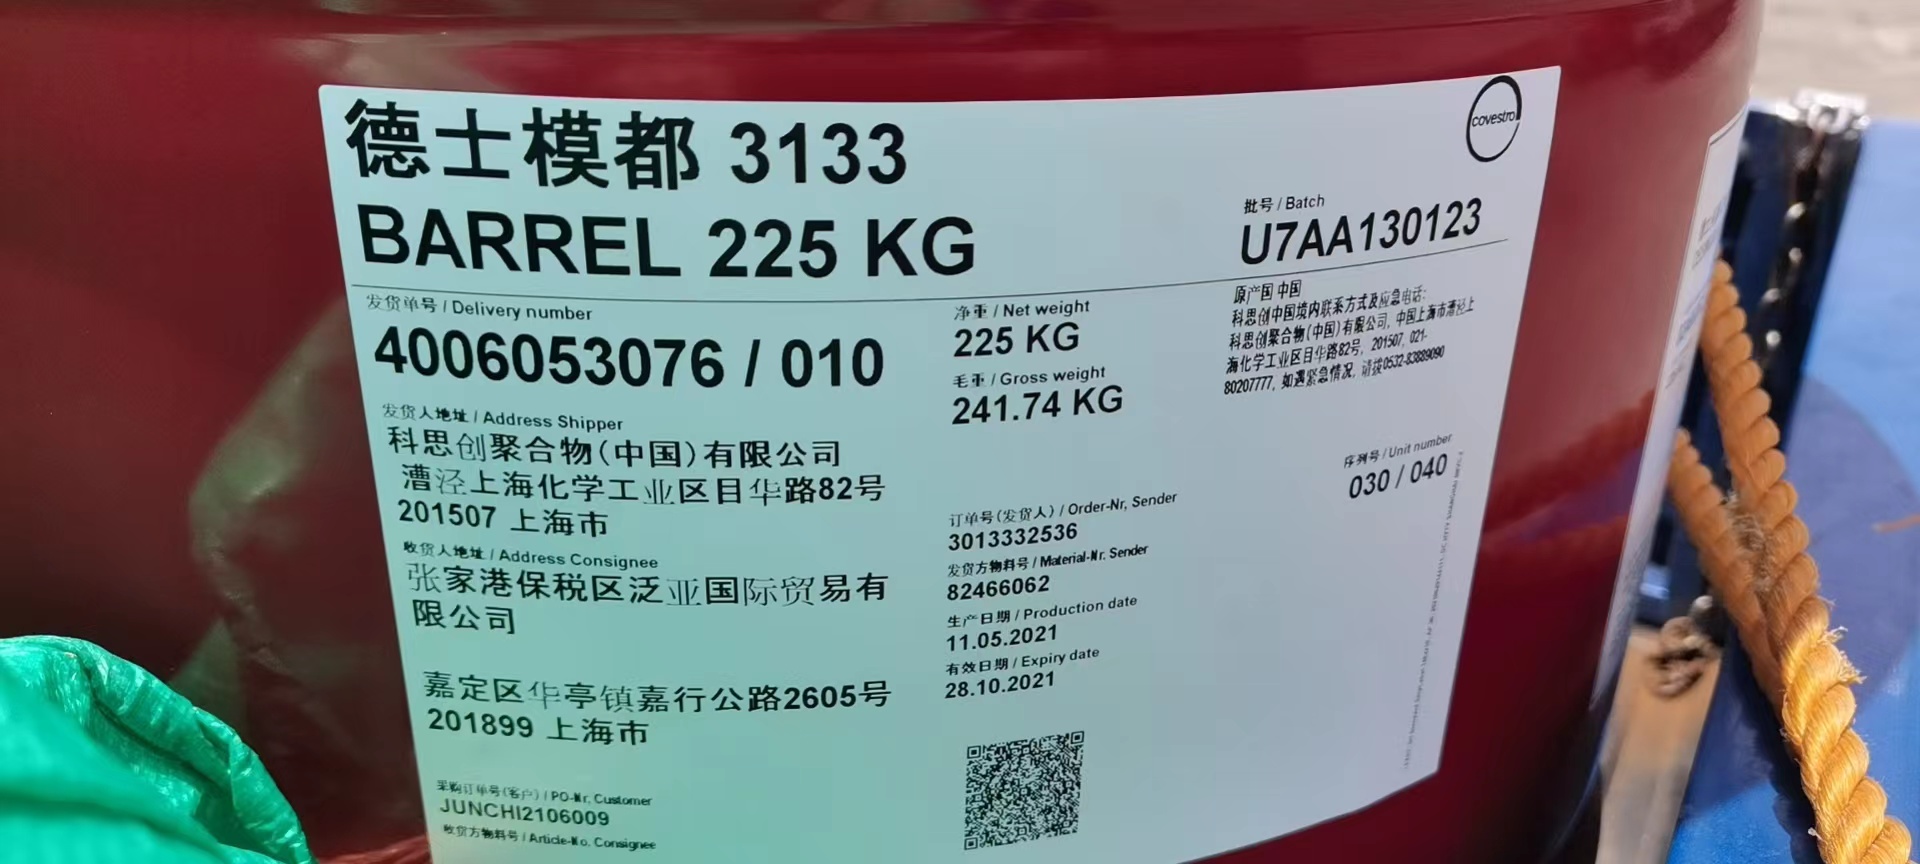 德士模都 3133
BARREL 225 KG
covestro
批号 / Batch
U7AA130123
发货单号 / Delivery number
4006053076 / 010
发货人地址 / Address Shipper
科思创聚合物(中国)有限公司
漕泾上海化学工业区目华路82号
201507 上海市
收货人地址 / Address Consignee
张家港保税区泛亚国际贸易有
限公司
嘉定区华亭镇嘉行公路2605号
201899 上海市
采购订单号(客户) / PO-Nr, Customer
JUNCHI2106009
收货方物料号 / Article-No. Consignee
净重 / Net weight
225 KG
毛重 / Gross weight
241.74 KG
订单号(发货人) / Order-Nr, Sender
3013332536
发货方物料号 / Material-Nr. Sender
82466062
生产日期 / Production date
11.05.2021
有效日期 / Expiry date
28.10.2021
原产国 中国
科思创中国境内联系方式及应急电话:
科思创聚合物(中国)有限公司, 中国上海市漕泾上
海化学工业区目华路82号, 201507, 021-
80207777, 如遇紧急情况, 请拨0532-83889090
序列号 / Unit number
030 / 040